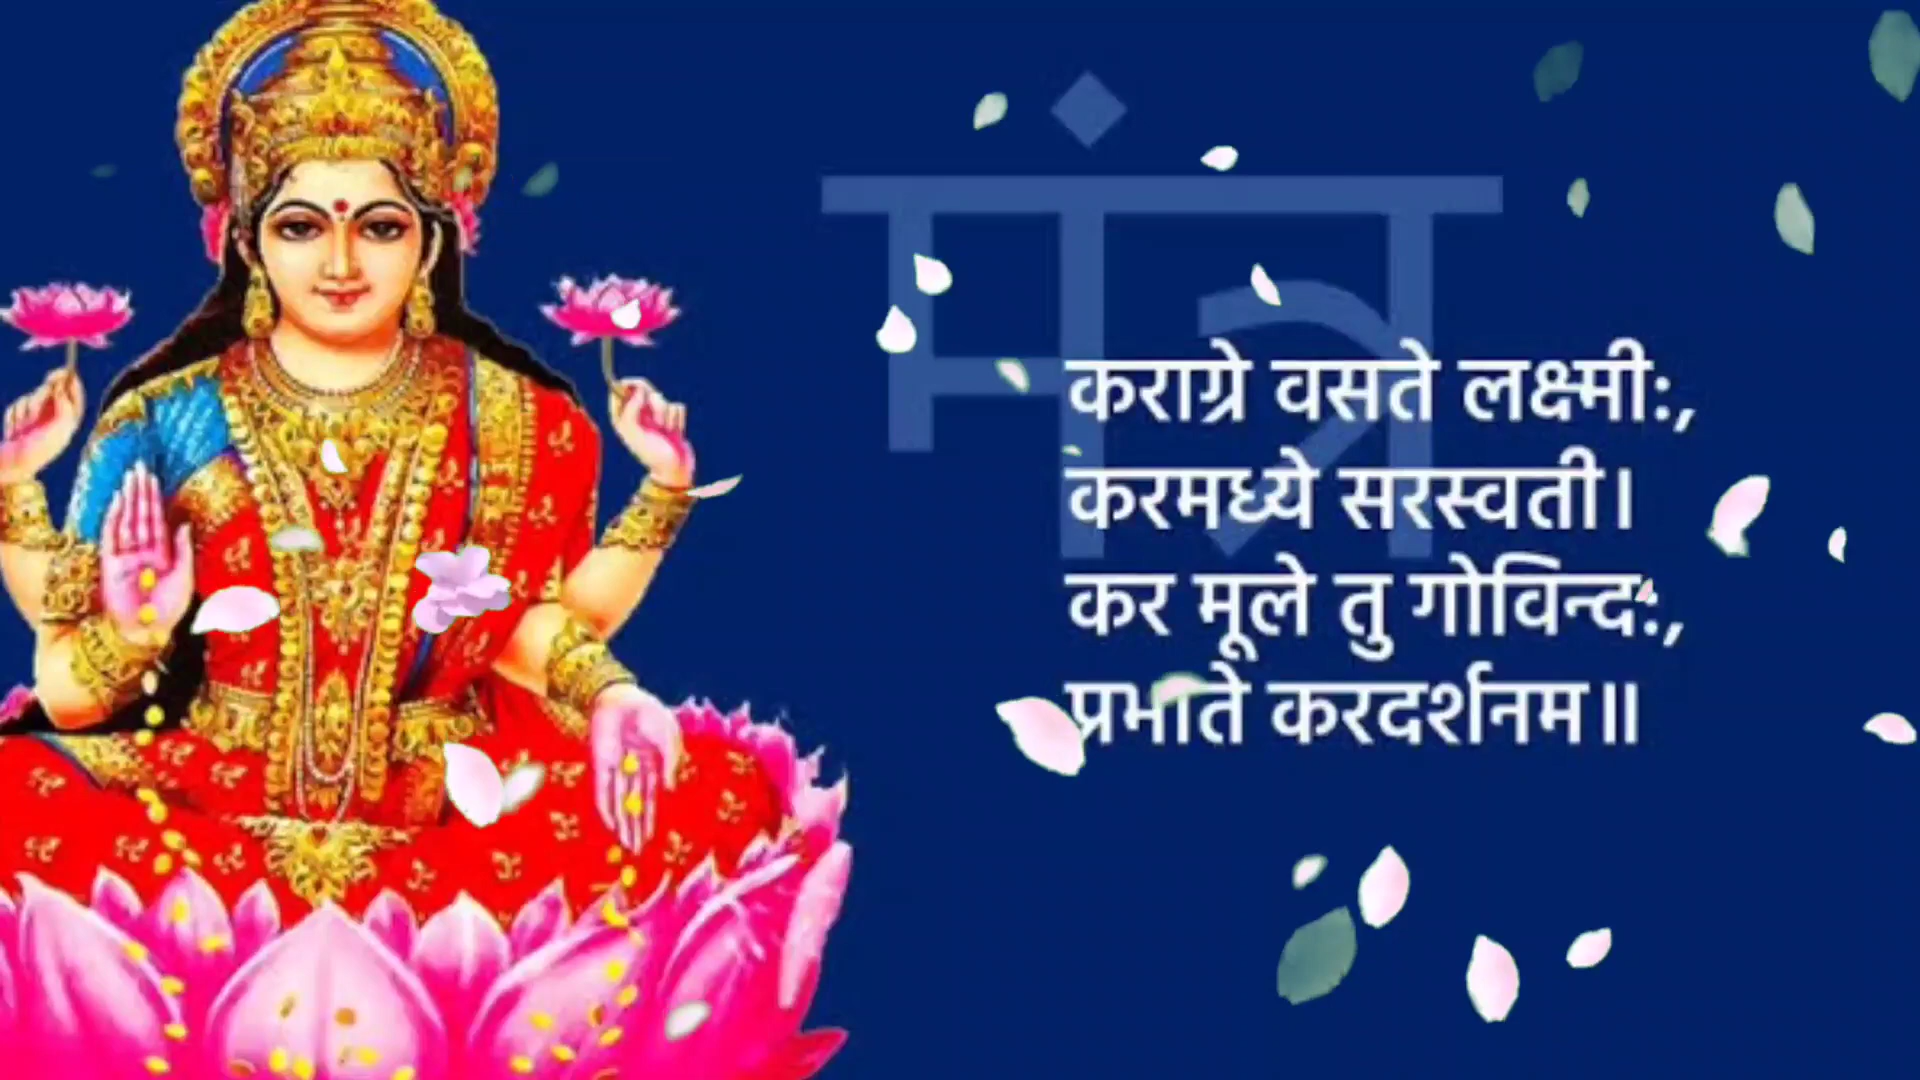 मंत्र
कराग्रे वसते लक्ष्मीः,
करमध्ये सरस्वती।
कर मूले तु गोविन्दः,
प्रभाते करदर्शनम॥